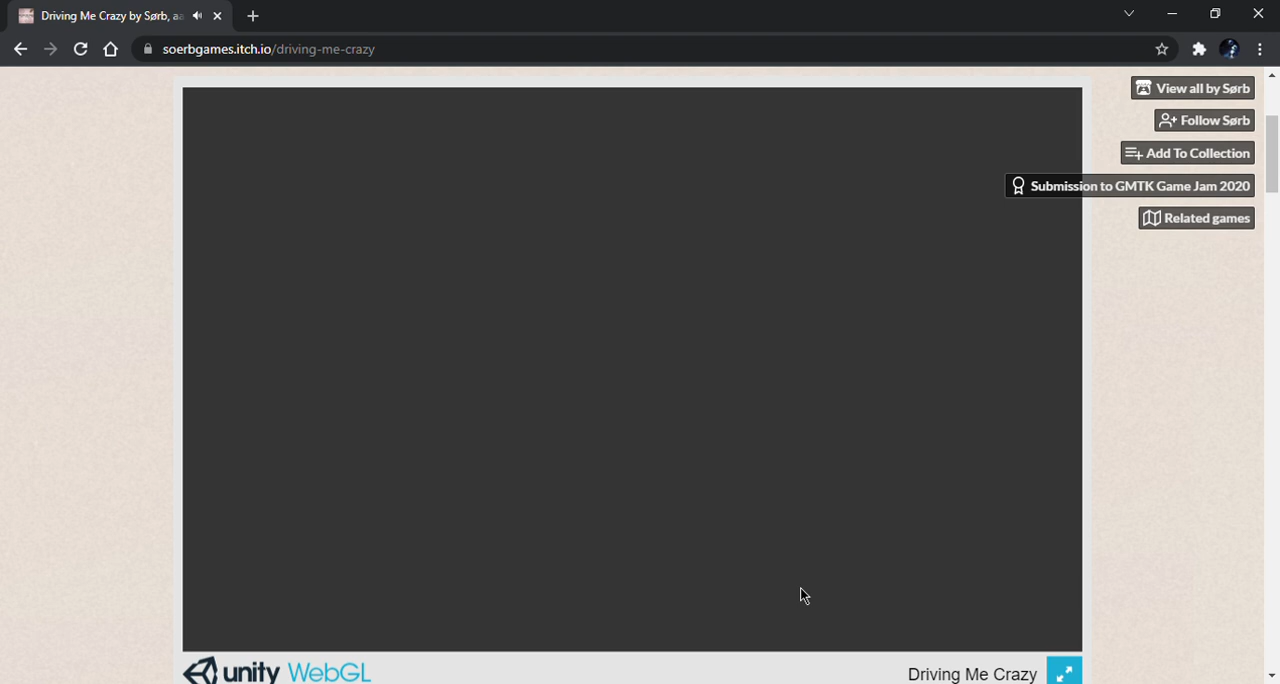 Driving Me Crazy by Sørb, aa
soerbgames.itch.io/driving-me-crazy
View all by Sørb
Follow Sørb
Add To Collection
Submission to GMTK Game Jam 2020
Related games
unity WebGL
Driving Me Crazy